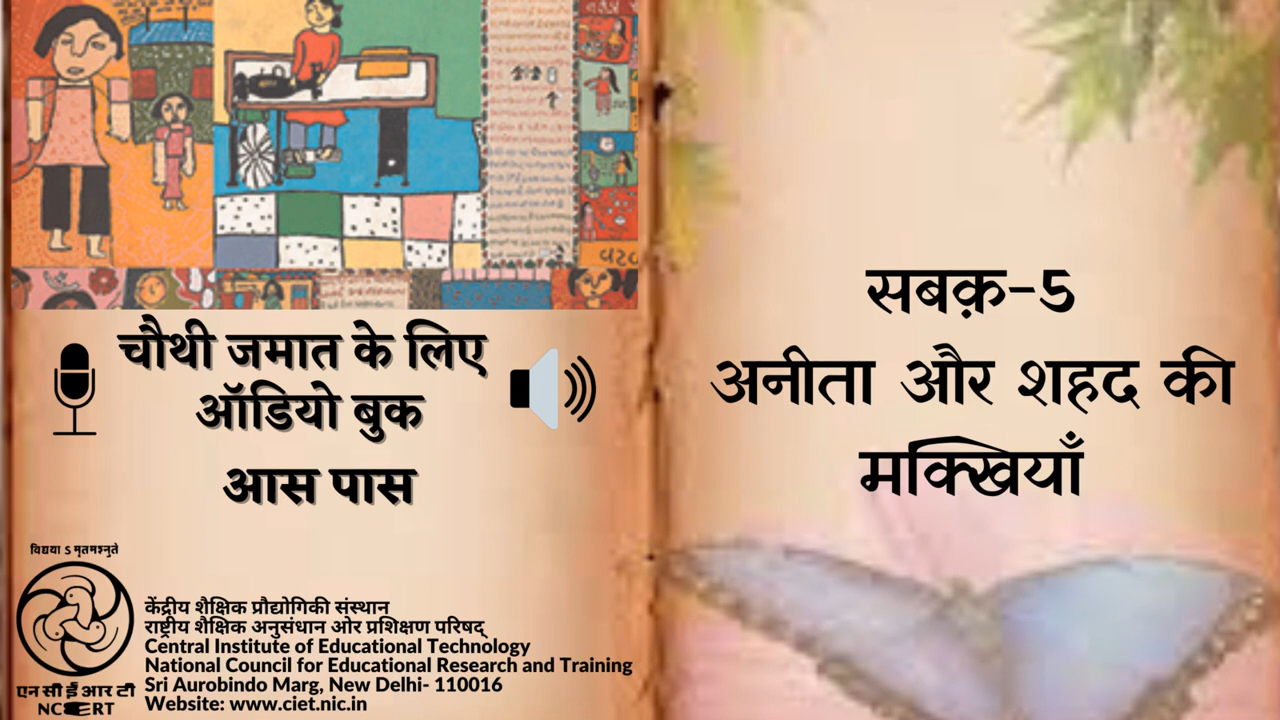 चौथी जमात के लिए
ऑडियो बुक
आस पास
विद्यया ऽ मृतमश्नुते
एन सी ई आर टी
NCERT
केंद्रीय शैक्षिक प्रौद्योगिकी संस्थान
राष्ट्रीय शैक्षिक अनुसंधान ओर प्रशिक्षण परिषद्
Central Institute of Educational Technology
National Council for Educational Research and Training
Sri Aurobindo Marg, New Delhi- 110016
Website: www.ciet.nic.in
सबक़-5
अनीता और शहद की
मक्खियाँ